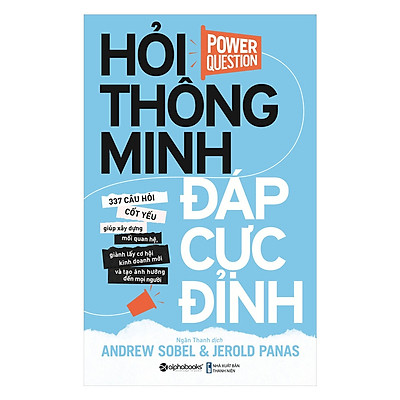 HỎI
POWER
QUESTION
THÔNG
MINH
337 CÂU HỎI
CỐT YẾU
giúp xây dựng
mối quan hệ,
giành lấy cơ hội
kinh doanh mới
và tạo ảnh hưởng
đến mọi người
ĐÁP
CỰC
ĐỈNH
Ngân Thanh dịch
ANDREW SOBEL & JEROLD PANAS
alphabooks
NHÀ XUẤT BẢN
THANH NIÊN